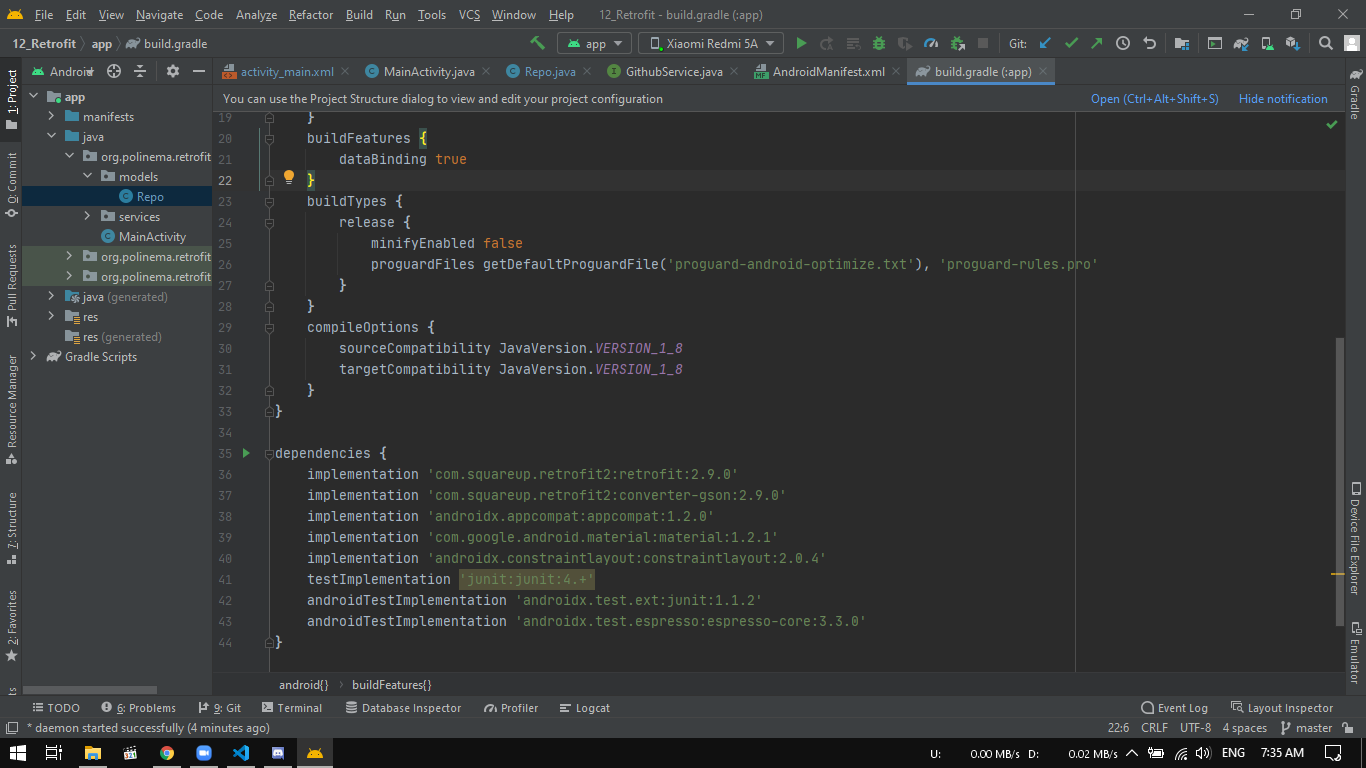 File Edit View Navigate Code Analyze Refactor Build Run Tools VCS Window Help 12_Retrofit - build.gradle (:app)
12_Retrofit app build.gradle app Xiaomi Redmi 5A Git:
1: Project Android activity_main.xml MainActivity.java Repo.java GithubService.java AndroidManifest.xml build.gradle (:app) Gradle
You can use the Project Structure dialog to view and edit your project configuration Open (Ctrl+Alt+Shift+S) Hide notification
app
manifests
java
org.polinema.retrofit
models
Repo
services
MainActivity
org.polinema.retrofit
org.polinema.retrofit
java (generated)
res
res (generated)
Gradle Scripts
0: Commit
Pull Requests
Resource Manager
7: Structure
2: Favorites
19 }
20 buildFeatures {
21 dataBinding true
22 }
23 buildTypes {
24 release {
25 minifyEnabled false
26 proguardFiles getDefaultProguardFile('proguard-android-optimize.txt'), 'proguard-rules.pro'
27 }
28 }
29 compileOptions {
30 sourceCompatibility JavaVersion.VERSION_1_8
31 targetCompatibility JavaVersion.VERSION_1_8
32 }
33 }
34
35 dependencies {
36 implementation 'com.squareup.retrofit2:retrofit:2.9.0'
37 implementation 'com.squareup.retrofit2:converter-gson:2.9.0'
38 implementation 'androidx.appcompat:appcompat:1.2.0'
39 implementation 'com.google.android.material:material:1.2.1'
40 implementation 'androidx.constraintlayout:constraintlayout:2.0.4'
41 testImplementation 'junit:junit:4.+'
42 androidTestImplementation 'androidx.test.ext:junit:1.1.2'
43 androidTestImplementation 'androidx.test.espresso:espresso-core:3.3.0'
44 }
Device File Explorer
Emulator
android{} buildFeatures{}
TODO 6: Problems 9: Git Terminal Database Inspector Profiler Logcat Event Log Layout Inspector
* daemon started successfully (4 minutes ago) 22:6 CRLF UTF-8 4 spaces master
U: 0.00 MB/s D: 0.02 MB/s ENG 7:35 AM